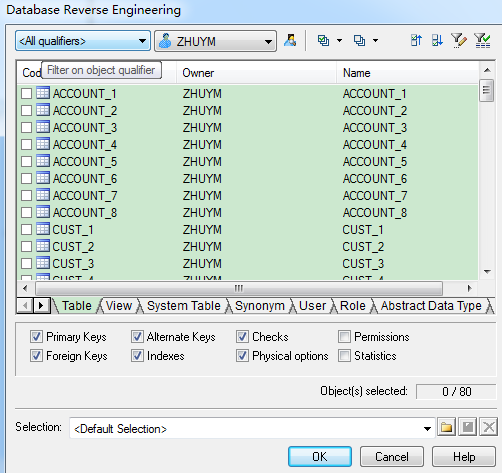 Database Reverse Engineering
<All qualifiers> ZHUYM
Filter on object qualifier
Owner Name
ACCOUNT_1 ZHUYM ACCOUNT_1
ACCOUNT_2 ZHUYM ACCOUNT_2
ACCOUNT_3 ZHUYM ACCOUNT_3
ACCOUNT_4 ZHUYM ACCOUNT_4
ACCOUNT_5 ZHUYM ACCOUNT_5
ACCOUNT_6 ZHUYM ACCOUNT_6
ACCOUNT_7 ZHUYM ACCOUNT_7
ACCOUNT_8 ZHUYM ACCOUNT_8
CUST_1 ZHUYM CUST_1
CUST_2 ZHUYM CUST_2
CUST_3 ZHUYM CUST_3
CUST_4 ZHUYM CUST_4
Table View System Table Synonym User Role Abstract Data Type
Primary Keys Alternate Keys Checks Permissions
Foreign Keys Indexes Physical options Statistics
Object(s) selected: 0 / 80
Selection: <Default Selection>
OK Cancel Help